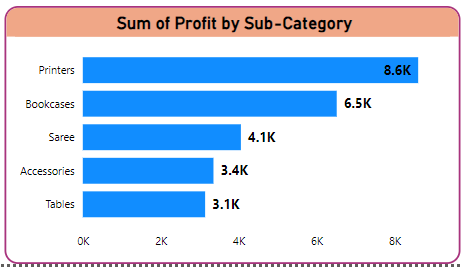 Sum of Profit by Sub-Category
Printers 8.6K
Bookcases 6.5K
Saree 4.1K
Accessories 3.4K
Tables 3.1K
0K 2K 4K 6K 8K